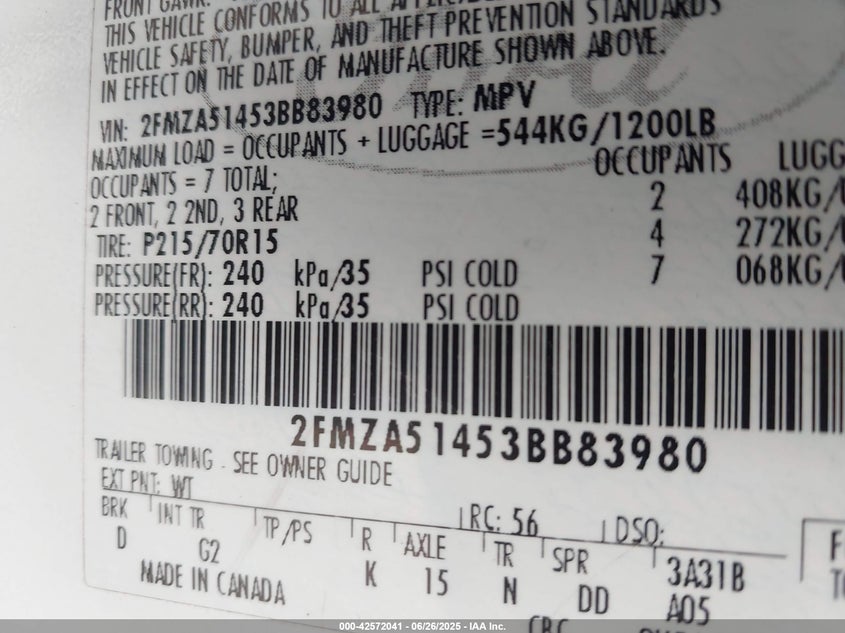 FRONT GAWR:
THIS VEHICLE CONFORMS TO ALL
VEHICLE SAFETY, BUMPER, AND THEFT PREVENTION STANDARDS
IN EFFECT ON THE DATE OF MANUFACTURE SHOWN ABOVE.
VIN: 2FMZA51453BB83980 TYPE: MPV
MAXIMUM LOAD = OCCUPANTS + LUGGAGE =544KG/1200LB
OCCUPANTS = 7 TOTAL; OCCUPANTS LUGG
2 FRONT, 2 2ND, 3 REAR 2 408KG/
TIRE: P215/70R15 4 272KG/
PRESSURE(FR): 240 kPa/35 PSI COLD 7 068KG/
PRESSURE(RR): 240 kPa/35 PSI COLD
2FMZA51453BB83980
TRAILER TOWING - SEE OWNER GUIDE
EXT PNT: WT RC: 56 DSO:
BRK INT TR TP/PS R AXLE TR SPR 3A31B
D G2 K 15 N DD A05
MADE IN CANADA
000-42572041 - 06/26/2025 - IAA Inc.